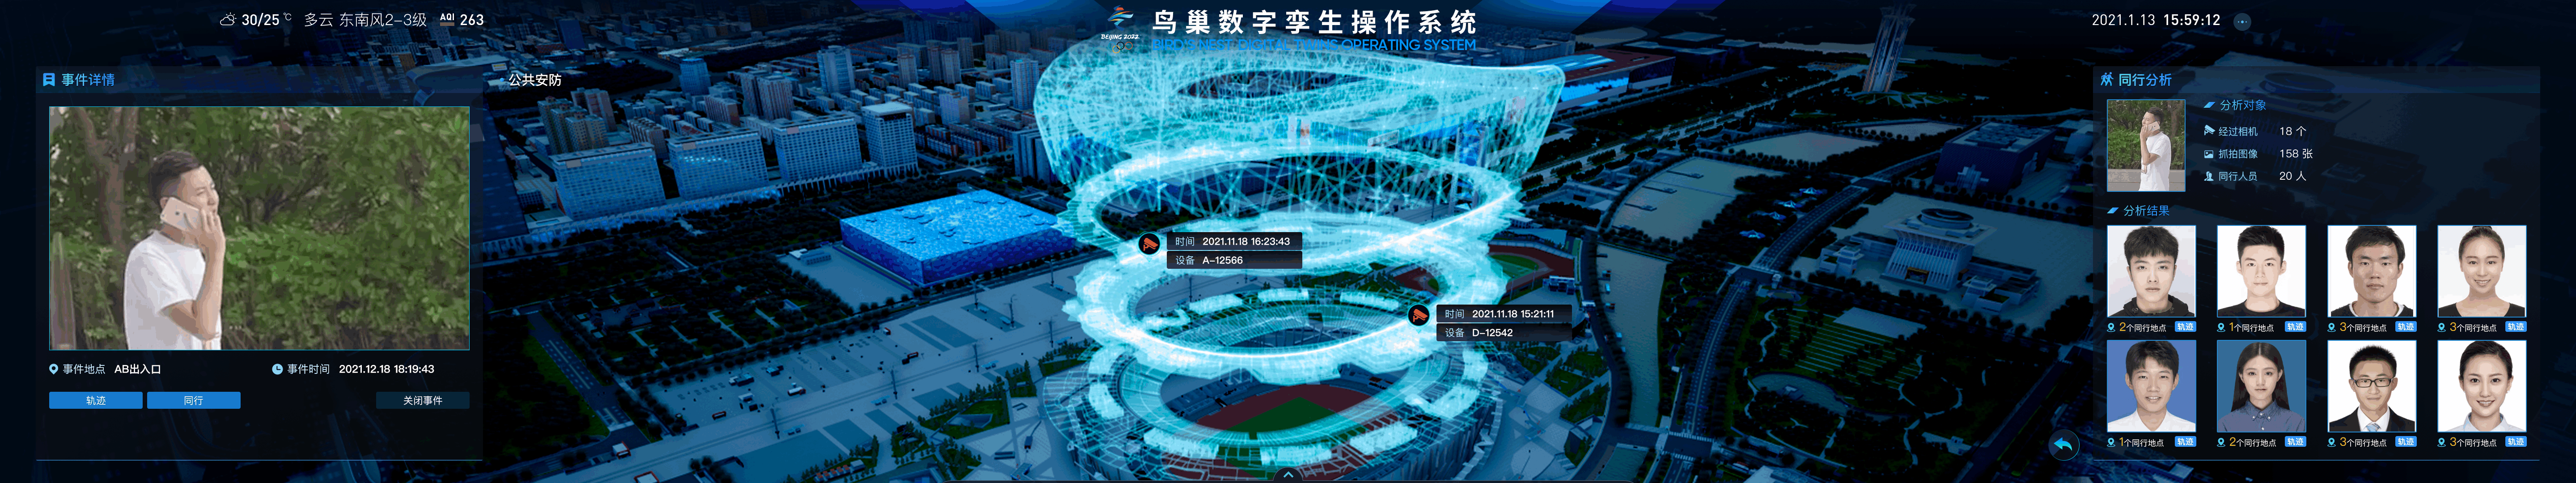 30/25℃ 多云 东南风2-3级 AQI 263
BEIJING 2022
鸟巢数字孪生操作系统
BIRD'S NEST DIGITAL TWINS OPERATING SYSTEM
2021.1.13 15:59:12
事件详情
公共安防
事件地点 AB出入口
事件时间 2021.12.18 18:19:43
轨迹
同行
关闭事件
时间 2021.11.18 16:23:43
设备 A-12566
时间 2021.11.18 15:21:11
设备 D-12542
同行分析
分析对象
经过相机 18 个
抓拍图像 158 张
同行人员 20 人
分析结果
2个同行地点 轨迹
1个同行地点 轨迹
3个同行地点 轨迹
3个同行地点 轨迹
1个同行地点 轨迹
2个同行地点 轨迹
3个同行地点 轨迹
3个同行地点 轨迹